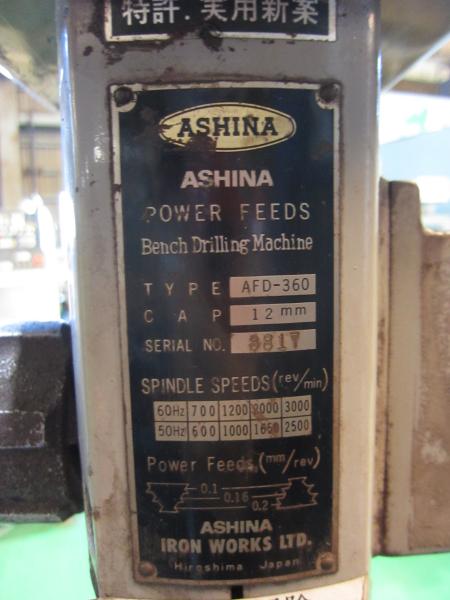 特許.実用新案
ASHINA
ASHINA
POWER FEEDS
Bench Drilling Machine
TYPE AFD-360
CAP 12mm
SERIAL NO. 3817
SPINDLE SPEEDS(rev/min)
60Hz 700 1200 2000 3000
50Hz 600 1000 1650 2500
Power Feeds(mm/rev)
0.1
0.16
0.2
ASHINA
IRON WORKS LTD.
Hiroshima Japan